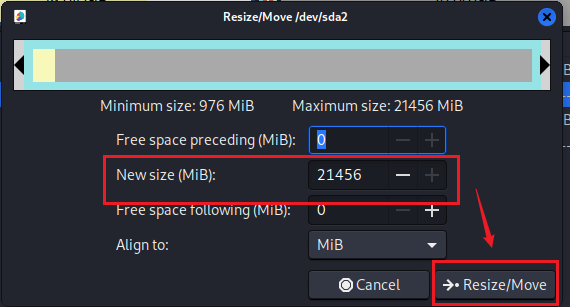 Resize/Move /dev/sda2
Minimum size: 976 MiB Maximum size: 21456 MiB
Free space preceding (MiB): 0
New size (MiB): 21456
Free space following (MiB): 0
Align to: MiB
Cancel Resize/Move